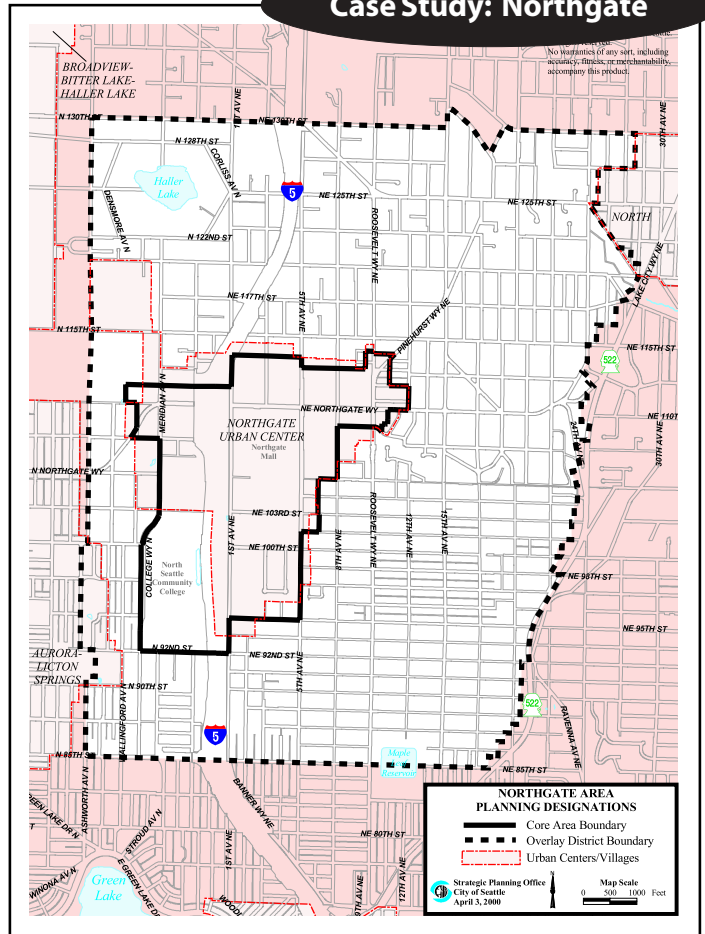 Case Study: Northgate
No warranties of any sort, including
accuracy, fitness, or merchantability,
accompany this product.
BROADVIEW-
BITTER LAKE-
HALLER LAKE
N 130TH ST
1ST AV NE
NE 130TH ST
30TH AV NE
N 128TH ST
CORLISS AV N
Haller
Lake
5
NE 125TH ST
NE 125TH ST
DENSMORE AV N
ROOSEVELT WY NE
NORTH
N 122ND ST
LAKE CITY WY NE
NE 117TH ST
5TH AV NE
PINEHURST WY NE
N 115TH ST
NE 115TH ST
522
MERIDIAN AV N
NE NORTHGATE WY
NE 110T
NORTHGATE
URBAN CENTER
Northgate
Mall
24TH AV NE
30TH AV NE
N NORTHGATE WY
NE 103RD ST
ROOSEVELT WY NE
12TH AV NE
15TH AV NE
1ST AV NE
NE 100TH ST
8TH AV NE
COLLEGE WY N
North
Seattle
Community
College
NE 98TH ST
NE 95TH ST
AURORA-
LICTON
SPRINGS
N 92ND ST
NE 92ND ST
5TH AV NE
N 90TH ST
WALLINGFORD AV N
522
RAVENNA AV NE
5
N 85TH ST
Maple
Reservoir
NE 85TH ST
ASHWORTH AV N
BANNER WY NE
STROUD AV N
NE 80TH ST
1ST AV NE
12TH AV NE
WINONA AV N
Green
Lake
NORTHGATE AREA
PLANNING DESIGNATIONS
Core Area Boundary
Overlay District Boundary
Urban Centers/Villages
Strategic Planning Office
City of Seattle
April 3, 2000
N
Map Scale
0 500 1000 Feet